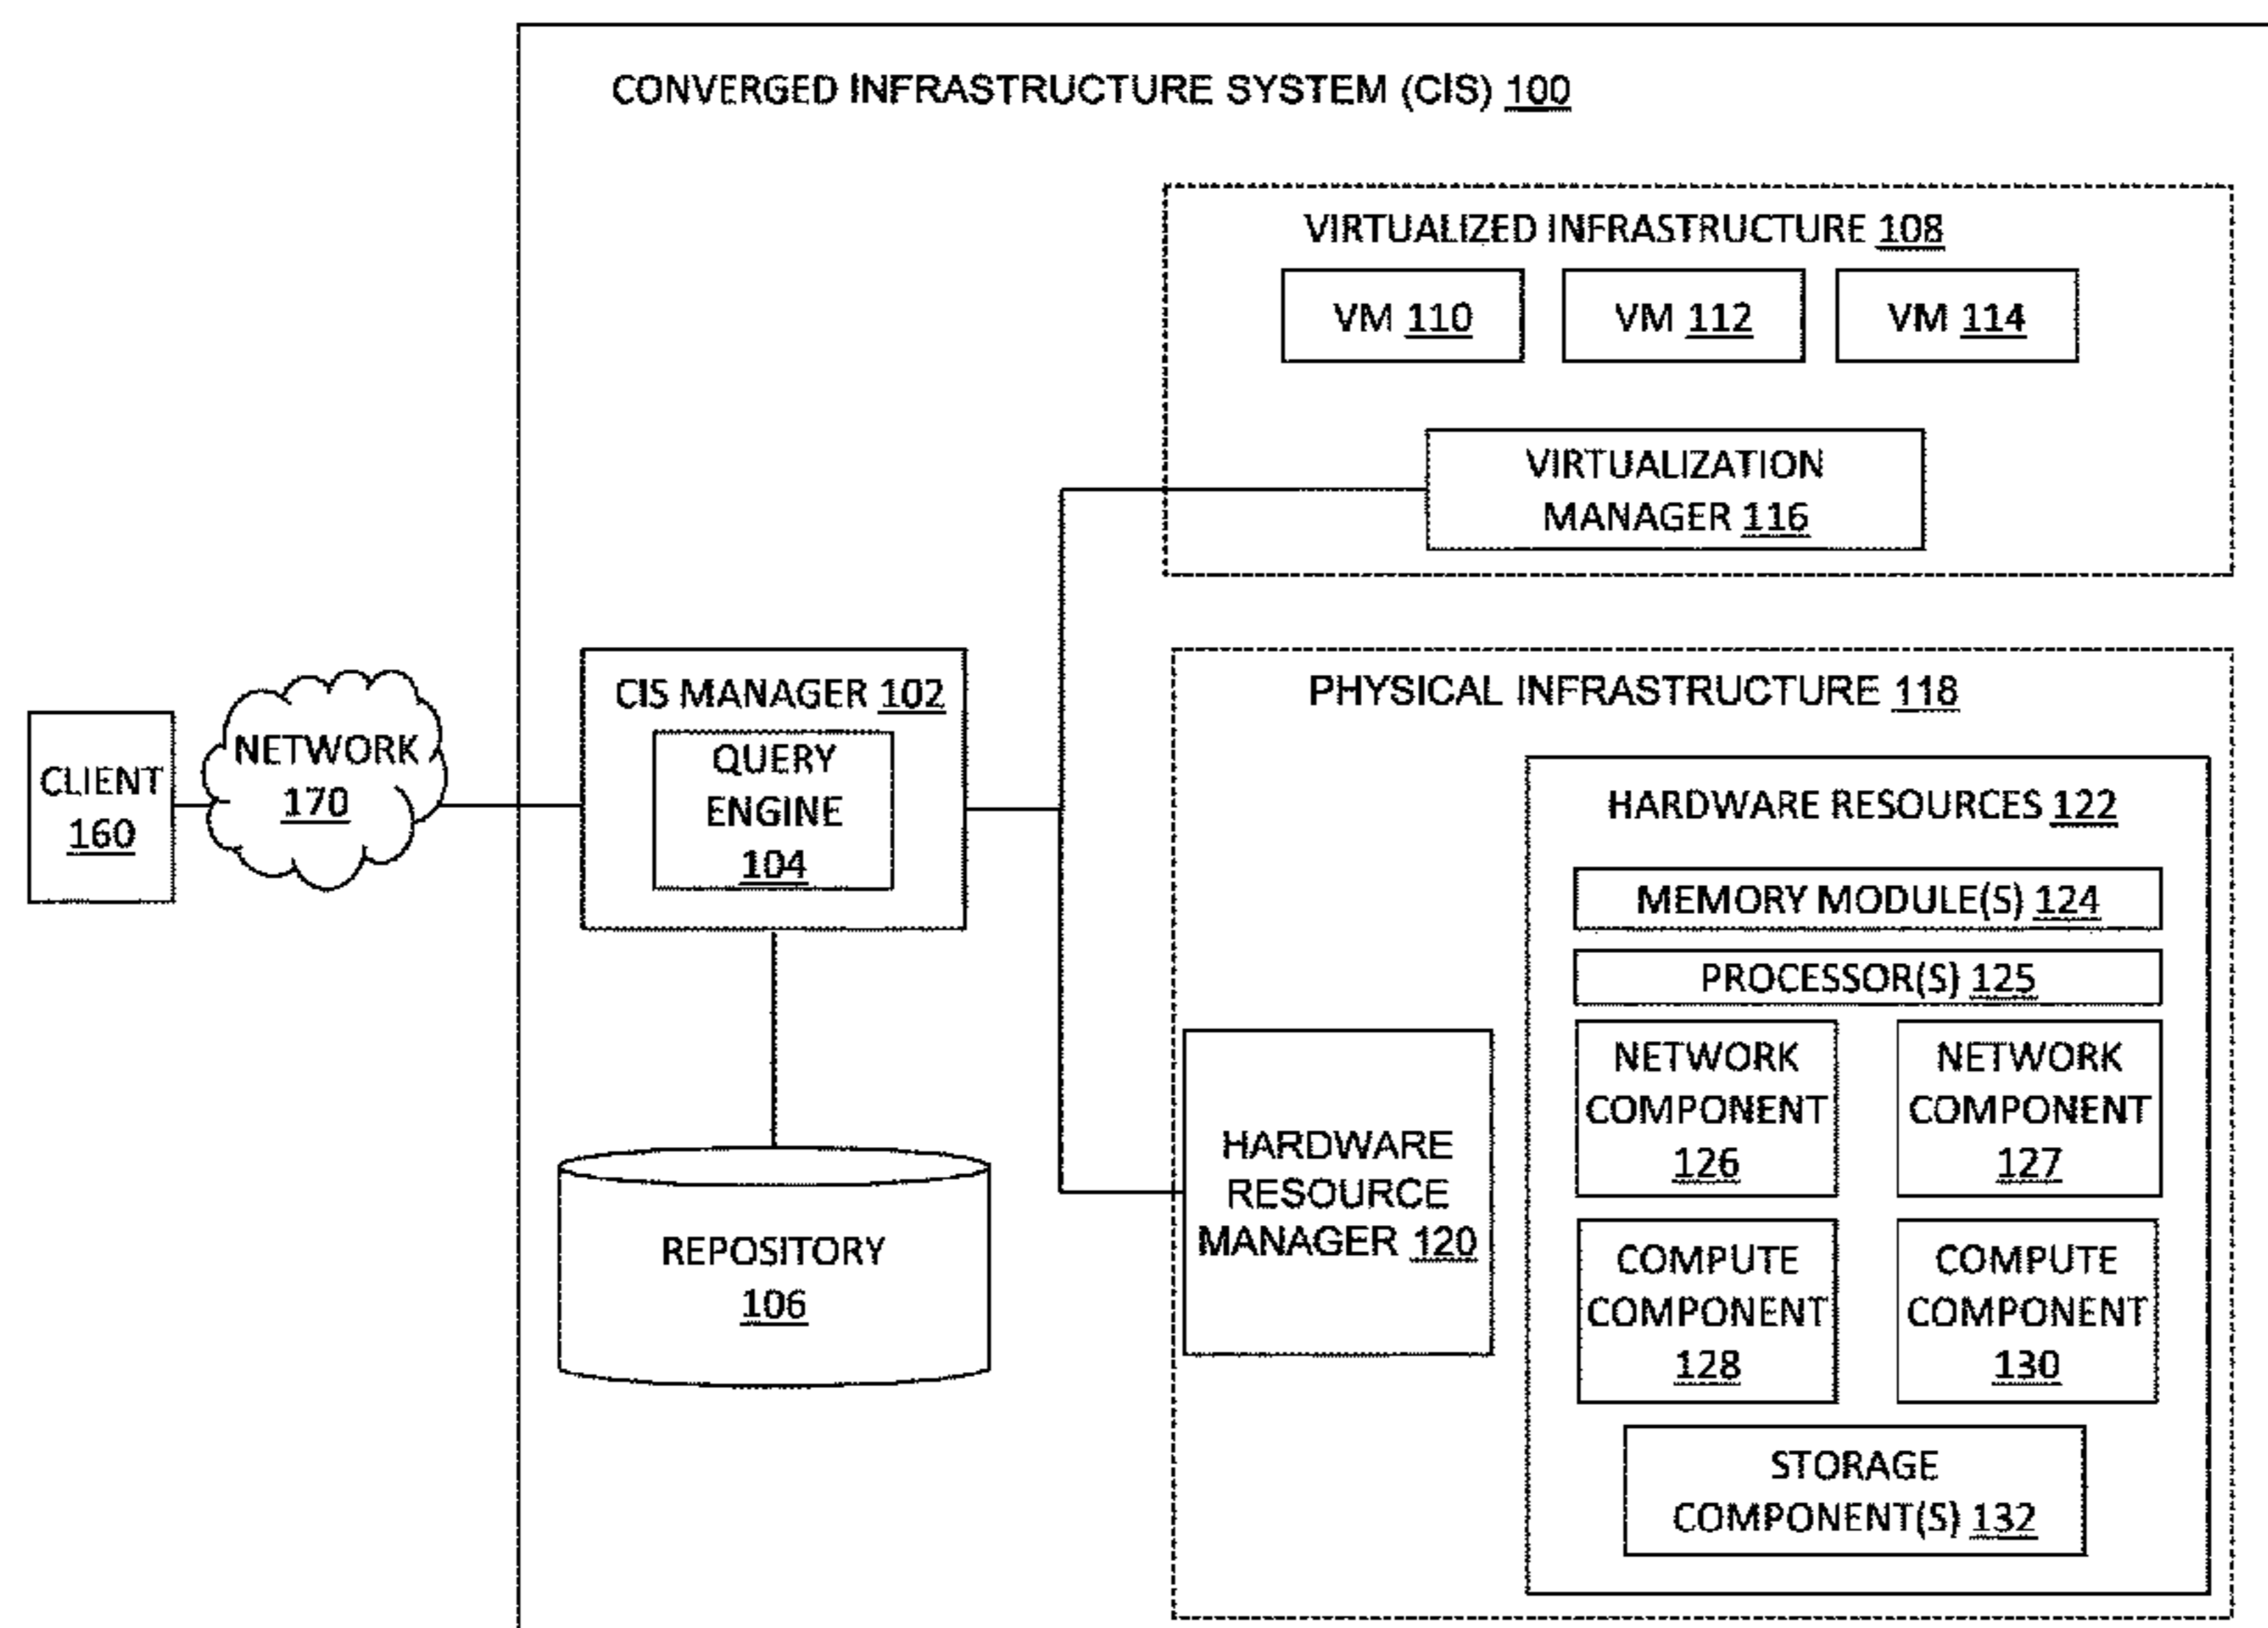 CONVERGED INFRASTRUCTURE SYSTEM (CIS) 100
VIRTUALIZED INFRASTRUCTURE 108
VM 110
VM 112
VM 114
VIRTUALIZATION
MANAGER 116
CLIENT
160
NETWORK
170
CIS MANAGER 102
QUERY
ENGINE
104
REPOSITORY
106
PHYSICAL INFRASTRUCTURE 118
HARDWARE
RESOURCE
MANAGER 120
HARDWARE RESOURCES 122
MEMORY MODULE(S) 124
PROCESSOR(S) 125
NETWORK
COMPONENT
126
NETWORK
COMPONENT
127
COMPUTE
COMPONENT
128
COMPUTE
COMPONENT
130
STORAGE
COMPONENT(S) 132